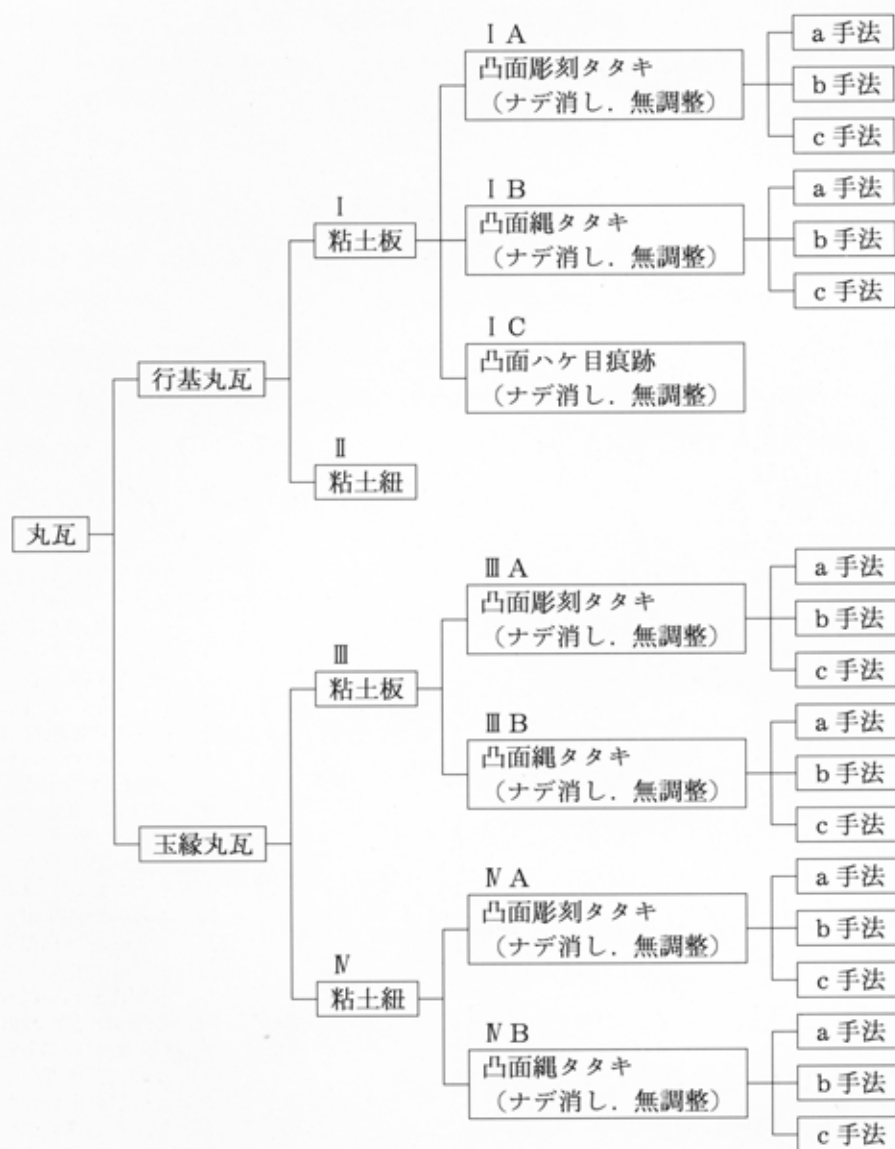 丸瓦
行基丸瓦
Ⅰ
粘土板
ⅠA
凸面彫刻タタキ
(ナデ消し．無調整)
a手法
b手法
c手法
ⅠB
凸面縄タタキ
(ナデ消し．無調整)
a手法
b手法
c手法
ⅠC
凸面ハケ目痕跡
(ナデ消し．無調整)
Ⅱ
粘土紐
玉縁丸瓦
Ⅲ
粘土板
ⅢA
凸面彫刻タタキ
(ナデ消し．無調整)
a手法
b手法
c手法
ⅢB
凸面縄タタキ
(ナデ消し．無調整)
a手法
b手法
c手法
Ⅳ
粘土紐
ⅣA
凸面彫刻タタキ
(ナデ消し．無調整)
a手法
b手法
c手法
ⅣB
凸面縄タタキ
(ナデ消し．無調整)
a手法
b手法
c手法